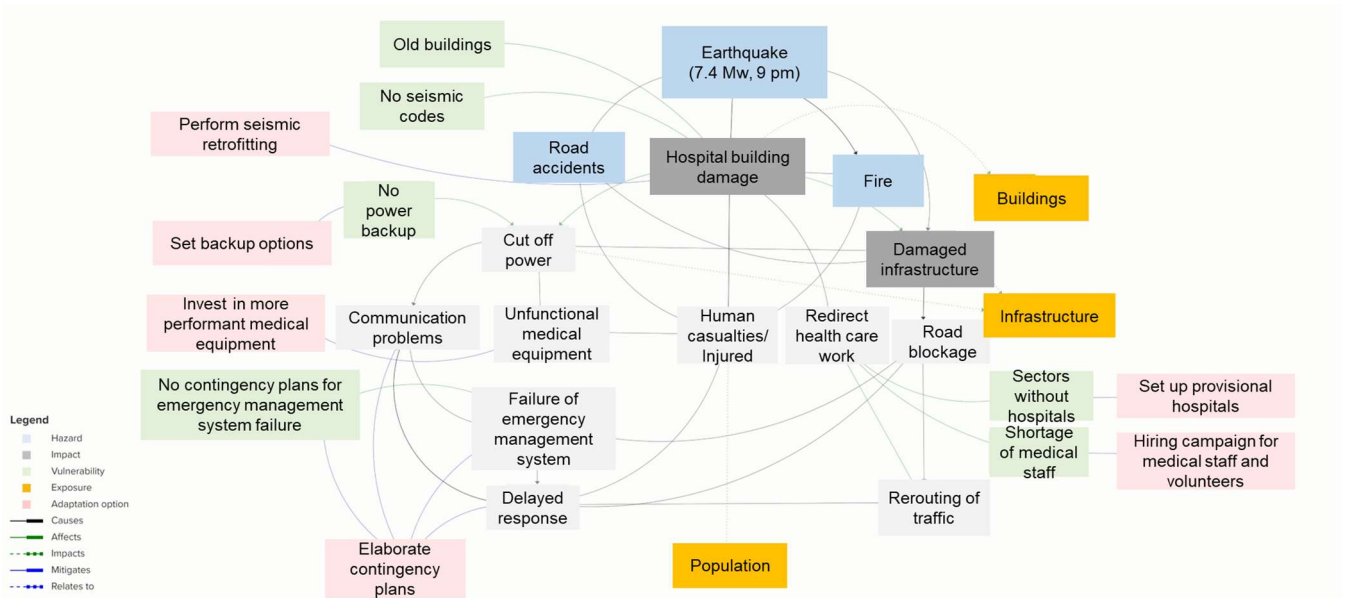 Old buildings
Earthquake
(7.4 Mw, 9 pm)
No seismic
codes
Perform seismic
retrofitting
Road
accidents
Hospital building
damage
Fire
Buildings
No
power
backup
Set backup options
Cut off
power
Damaged
infrastructure
Invest in more
performant medical
equipment
Communication
problems
Unfunctional
medical
equipment
Human
casualties/
Injured
Redirect
health care
work
Road
blockage
Infrastructure
No contingency plans for
emergency management
system failure
Failure of
emergency
management
system
Sectors
without
hospitals
Set up provisional
hospitals
Shortage
of medical
staff
Hiring campaign for
medical staff and
volunteers
Delayed
response
Rerouting of
traffic
Elaborate
contingency
plans
Population
Legend
Hazard
Impact
Vulnerability
Exposure
Adaptation option
Causes
Affects
Impacts
Mitigates
Relates to